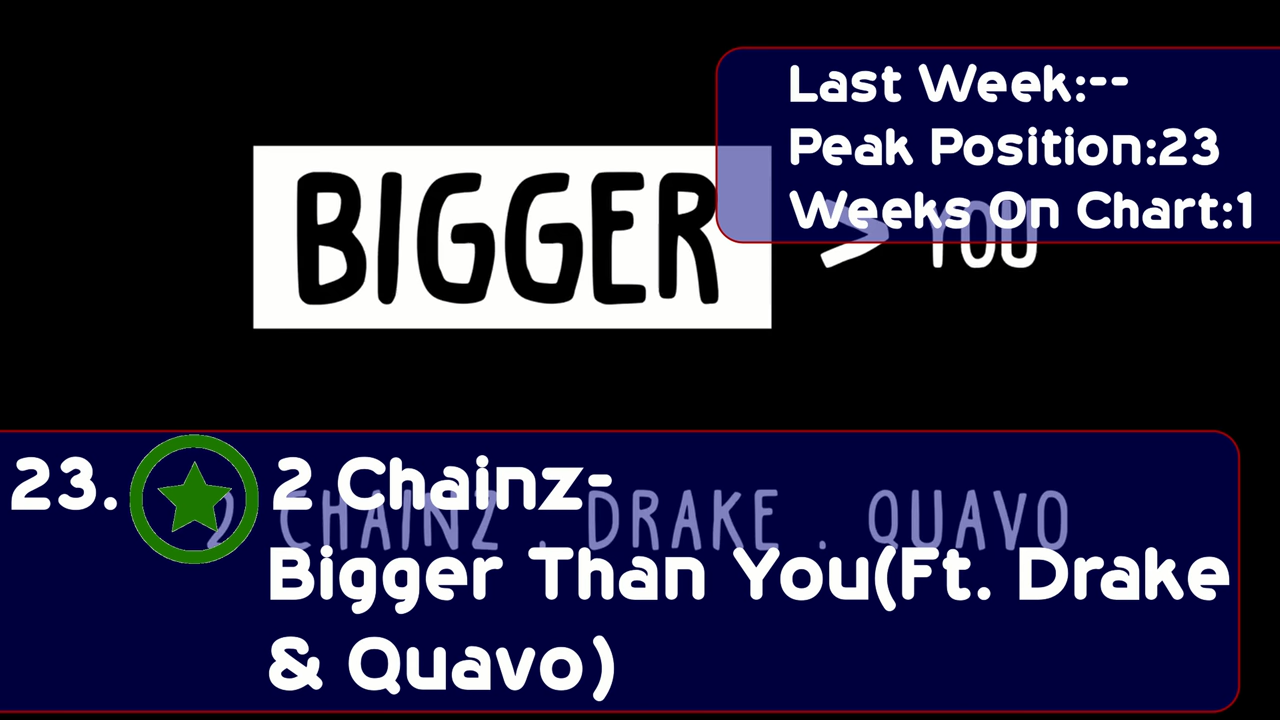 Last Week:--
Peak Position:23
Weeks On Chart:1
BIGGER > YOU
23. 2 Chainz-
2 CHAINZ . DRAKE . QUAVO
Bigger Than You(Ft. Drake
& Quavo)